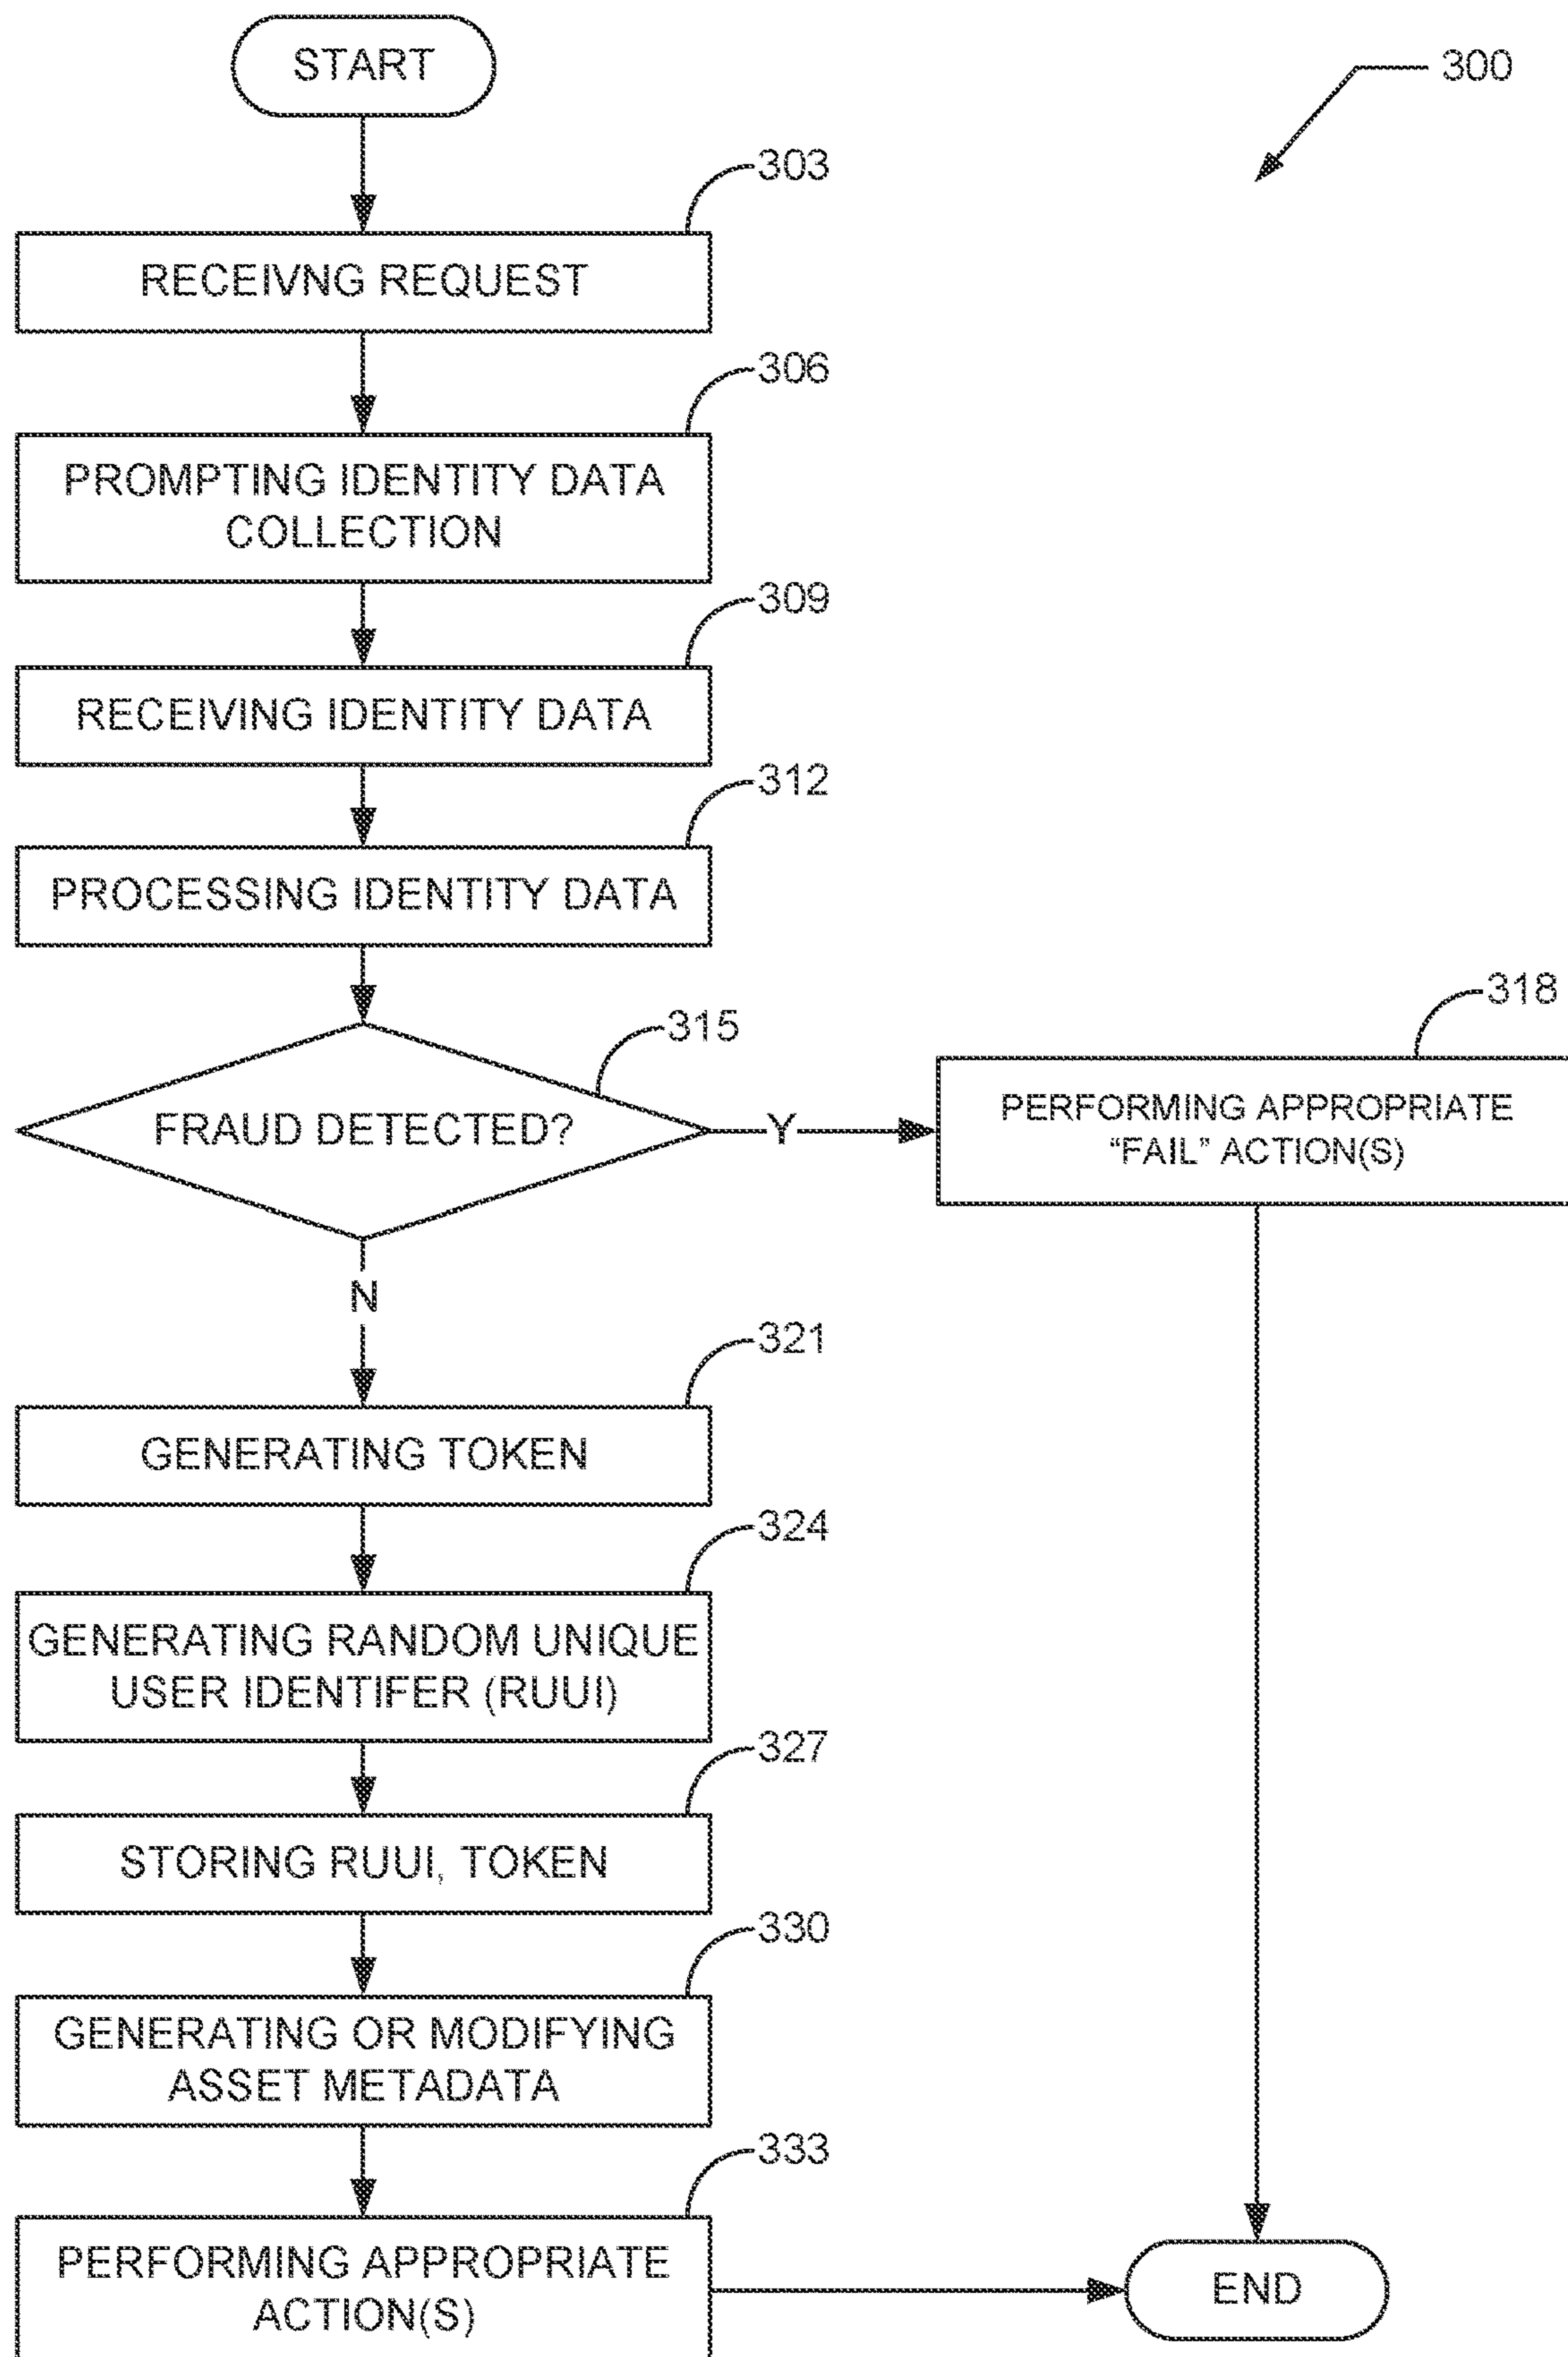 START
300
303
RECEIVNG REQUEST
306
PROMPTING IDENTITY DATA
COLLECTION
309
RECEIVING IDENTITY DATA
312
PROCESSING IDENTITY DATA
315
FRAUD DETECTED?
Y
318
PERFORMING APPROPRIATE
“FAIL” ACTION(S)
N
321
GENERATING TOKEN
324
GENERATING RANDOM UNIQUE
USER IDENTIFER (RUUI)
327
STORING RUUI, TOKEN
330
GENERATING OR MODIFYING
ASSET METADATA
333
PERFORMING APPROPRIATE
ACTION(S)
END